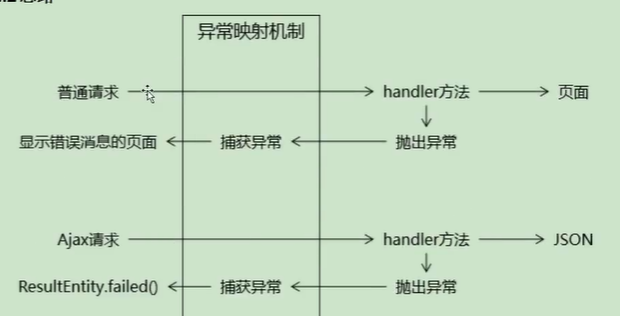 异常映射机制
普通请求 handler方法 页面
显示错误消息的页面 捕获异常 抛出异常
Ajax请求 handler方法 JSON
ResultEntity.failed() 捕获异常 抛出异常